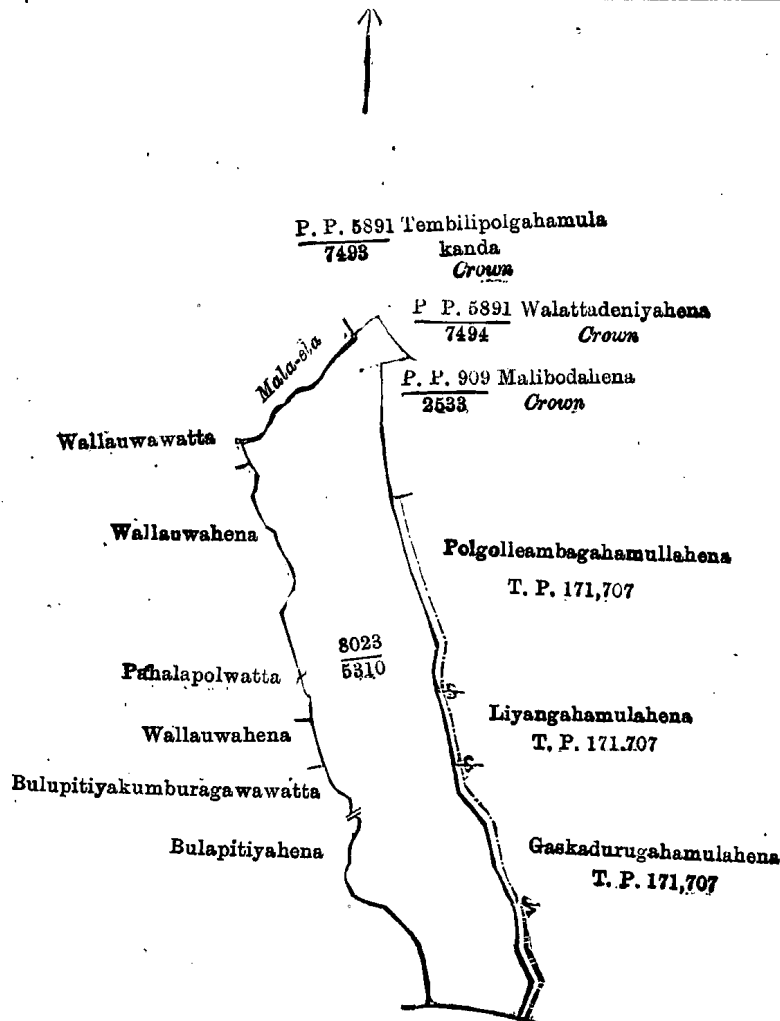 P. P. 5891 Tembilipolgahamula
7493 kanda
Crown
P P. 5891 Walattadeniyahena
7494 Crown
Mala-ela
P. P. 909 Malibodahena
2533 Crown
Wallauwawatta
Wallauwahena
Polgolleambagahamullahena
T. P. 171,707
8023
5310
Pahalapolwatta
Liyangahamulahena
T. P. 171.707
Wallauwahena
Bulupitiyakumburagawawatta
Bulapitiyahena
Gaskadurugahamulahena
T. P. 171,707